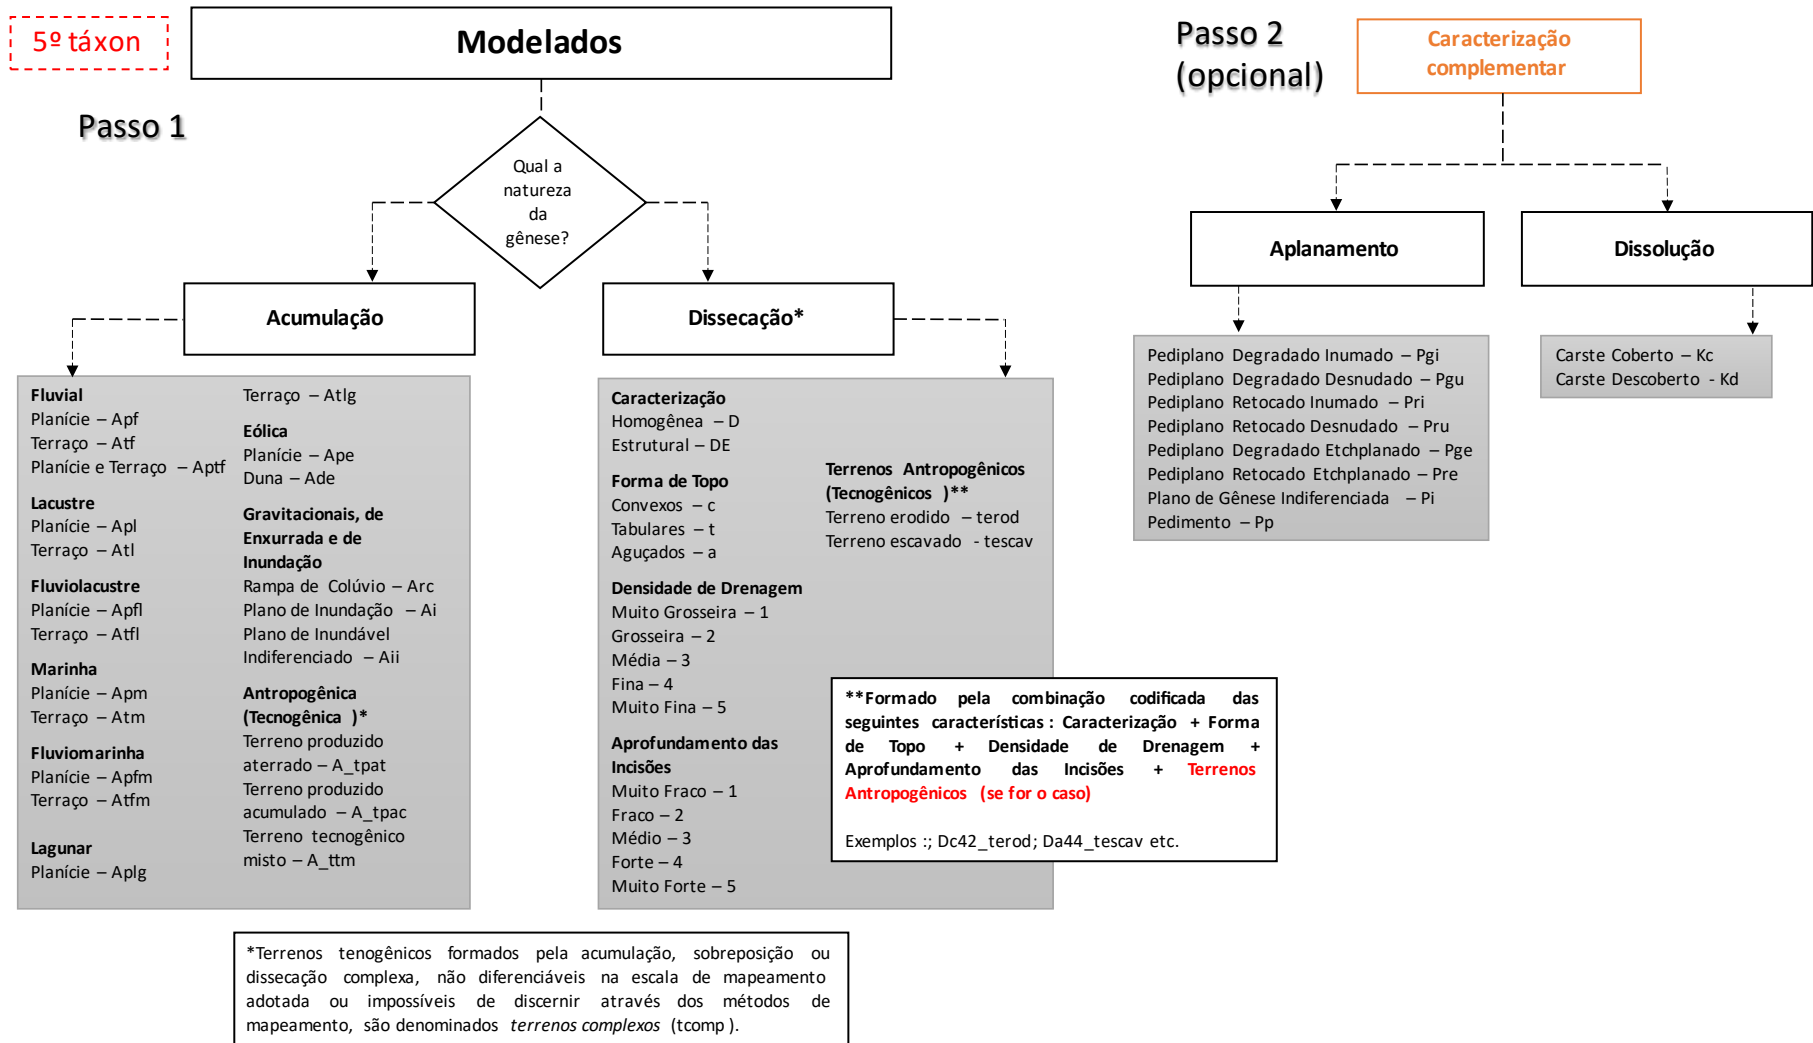 5º táxon
Modelados
Passo 1
Qual a
natureza
da
gênese?
Acumulação
Dissecação*
Fluvial
Planície – Apf
Terraço – Atf
Planície e Terraço – Aptf
Lacustre
Planície – Apl
Terraço – Atl
Fluviolacustre
Planície – Apfl
Terraço – Atfl
Marinha
Planície – Apm
Terraço – Atm
Fluviomarinha
Planície – Apfm
Terraço – Atfm
Lagunar
Planície – Aplg
Terraço – Atlg
Eólica
Planície – Ape
Duna – Ade
Gravitacionais, de
Enxurrada e de
Inundação
Rampa de Colúvio – Arc
Plano de Inundação – Ai
Plano de Inundável
Indiferenciado – Aii
Antropogênica
(Tecnogênica )*
Terreno produzido
aterrado – A_tpat
Terreno produzido
acumulado – A_tpac
Terreno tecnogênico
misto – A_ttm
Caracterização
Homogênea – D
Estrutural – DE
Forma de Topo
Convexos – c
Tabulares – t
Aguçados – a
Densidade de Drenagem
Muito Grosseira – 1
Grosseira – 2
Média – 3
Fina – 4
Muito Fina – 5
Aprofundamento das
Incisões
Muito Fraco – 1
Fraco – 2
Médio – 3
Forte – 4
Muito Forte – 5
Terrenos Antropogênicos
(Tecnogênicos )**
Terreno erodido – terod
Terreno escavado - tescav
**Formado pela combinação codificada das
seguintes característícas : Caracterização + Forma
de Topo + Densidade de Drenagem +
Aprofundamento das Incisões + Terrenos
Antropogênicos (se for o caso)
Exemplos :; Dc42_terod; Da44_tescav etc.
*Terrenos tenogênicos formados pela acumulação, sobreposição ou
dissecação complexa, não diferenciáveis na escala de mapeamento
adotada ou impossíveis de discernir através dos métodos de
mapeamento, são denominados terrenos complexos (tcomp ).
Passo 2
(opcional)
Caracterização
complementar
Aplanamento
Dissolução
Pediplano Degradado Inumado – Pgi
Pediplano Degradado Desnudado – Pgu
Pediplano Retocado Inumado – Pri
Pediplano Retocado Desnudado – Pru
Pediplano Degradado Etchplanado – Pge
Pediplano Retocado Etchplanado – Pre
Plano de Gênese Indiferenciada – Pi
Pedimento – Pp
Carste Coberto – Kc
Carste Descoberto - Kd